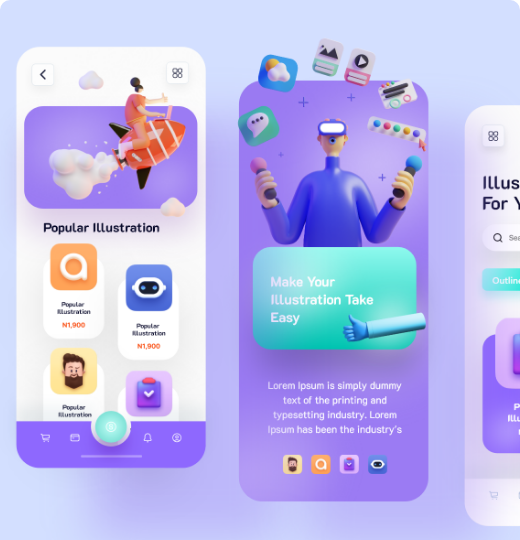 Popular Illustration
Popular
Illustration
N1,900
Popular
Illustration
N1,900
Popular
Illustration
Make Your
Illustration Take
Easy
Lorem Ipsum is simply dummy
text of the printing and
typesetting industry. Lorem
Ipsum has been the industry's
Illus
For Y
Sea
Outline
P
Illu